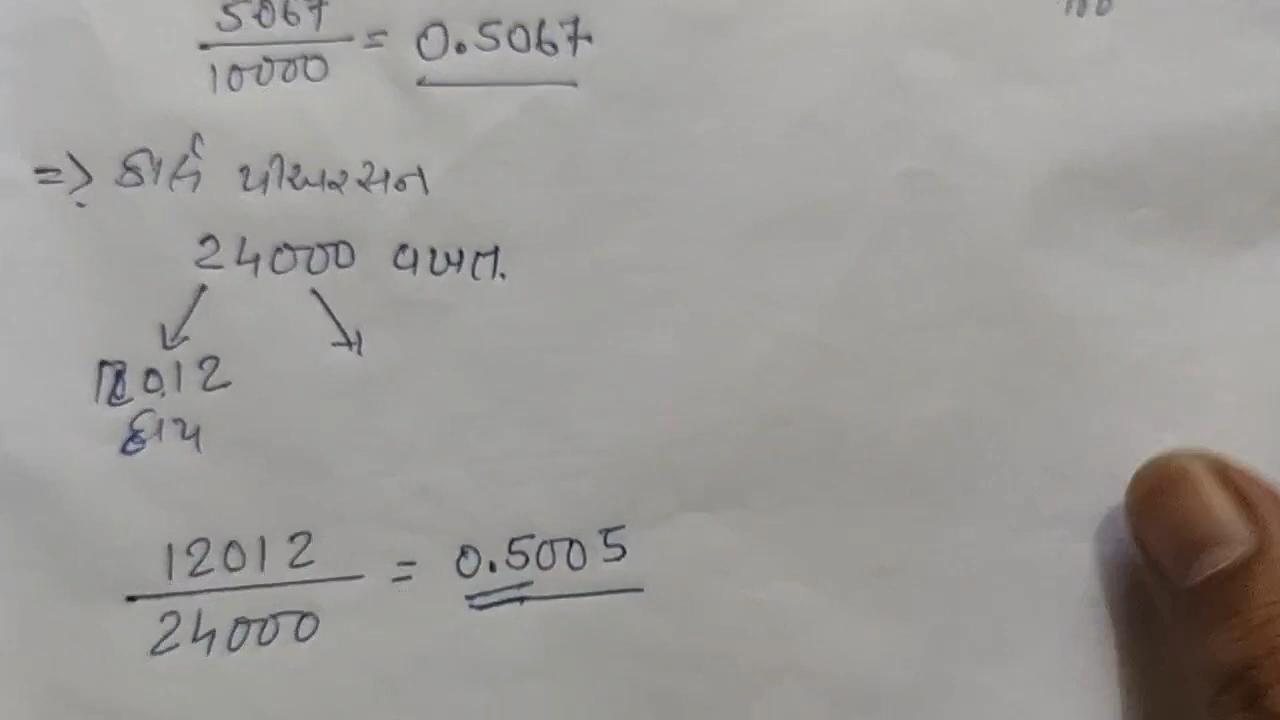 5067
10000 = 0.5067
=> કાર્લ પીયરસન
24000 વખત.
12012
છાપ
12012
24000 = 0.5005